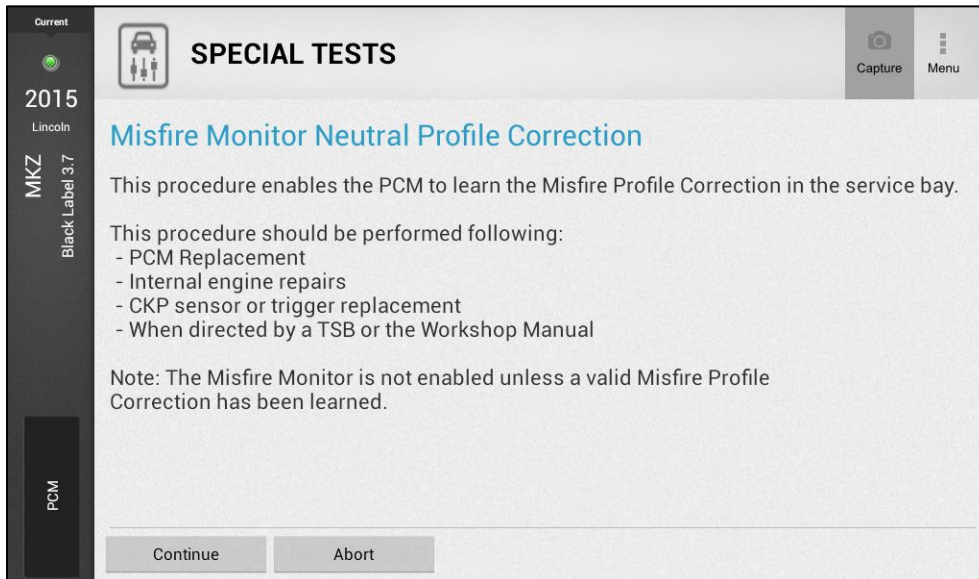 Current
2015
Lincoln
MKZ
Black Label 3.7
PCM
SPECIAL TESTS
Capture
Menu
Misfire Monitor Neutral Profile Correction
This procedure enables the PCM to learn the Misfire Profile Correction in the service bay.
This procedure should be performed following:
- PCM Replacement
- Internal engine repairs
- CKP sensor or trigger replacement
- When directed by a TSB or the Workshop Manual
Note: The Misfire Monitor is not enabled unless a valid Misfire Profile
Correction has been learned.
Continue
Abort